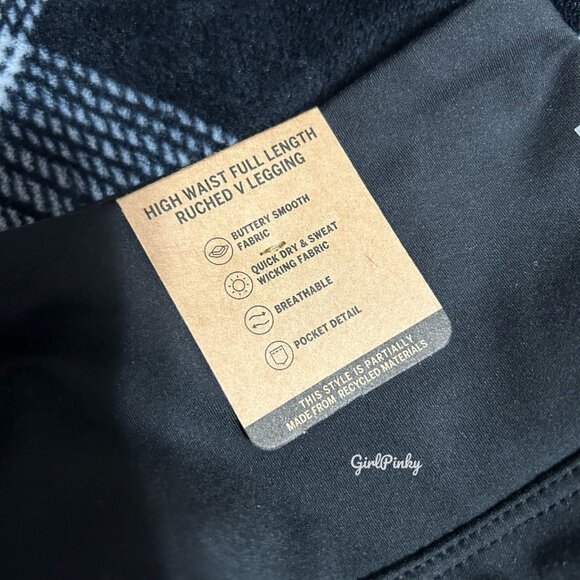 HIGH WAIST FULL LENGTH
RUCHED V LEGGING
BUTTERY SMOOTH
FABRIC
QUICK DRY & SWEAT
WICKING FABRIC
BREATHABLE
POCKET DETAIL
THIS STYLE IS PARTIALLY
MADE FROM RECYCLED MATERIALS
GirlPinky